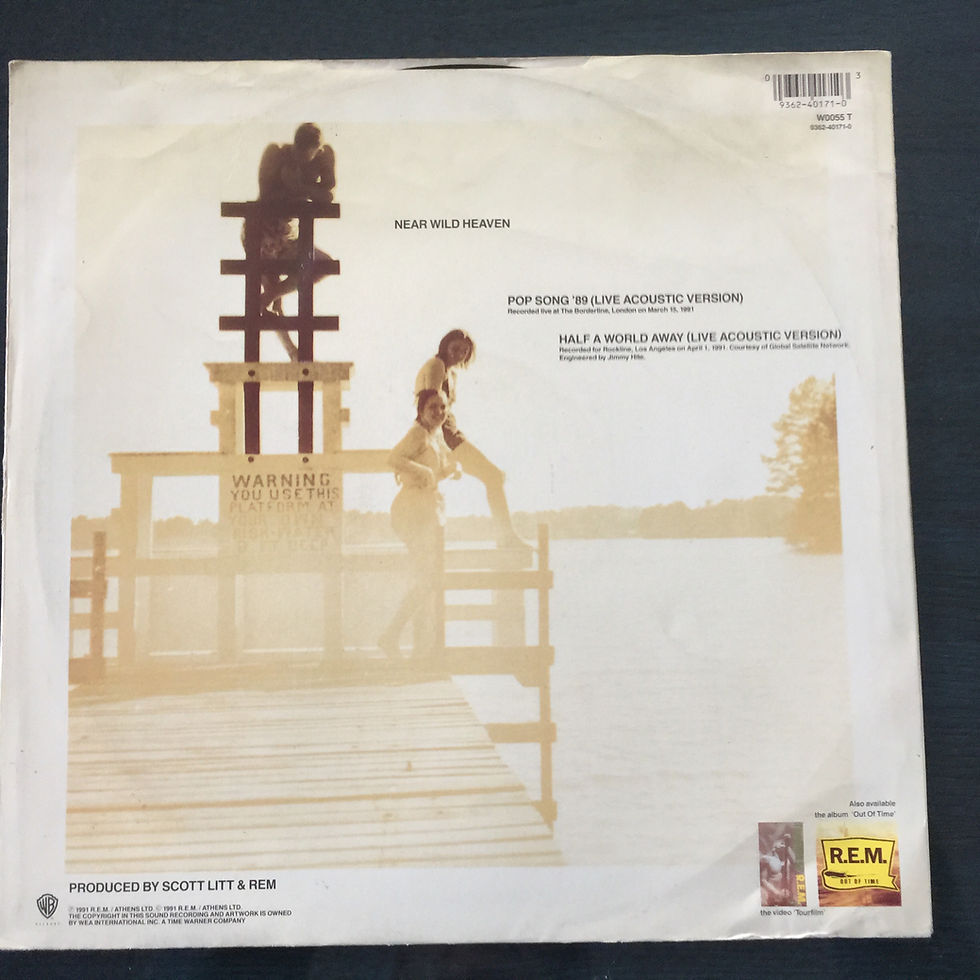 0 3
9362-40171-0
W0055 T
9362-40171-0
NEAR WILD HEAVEN
POP SONG '89 (LIVE ACOUSTIC VERSION)
Recorded live at The Borderline, London on March 15, 1991
HALF A WORLD AWAY (LIVE ACOUSTIC VERSION)
Recorded for Rockline, Los Angeles on April 1, 1991. Courtesy of Global Satellite Network.
Engineered by Jimmy Hite.
WARNING
YOU USE THIS
PLATFORM AT
YOUR OWN
Also available
the album 'Out Of Time'
R.E.M.
OUT OF TIME
R.E.M.
the video 'Tourfilm'
PRODUCED BY SCOTT LITT & REM
WB
℗ 1991 R.E.M. / ATHENS LTD. © 1991 R.E.M. / ATHENS LTD.
THE COPYRIGHT IN THIS SOUND RECORDING AND ARTWORK IS OWNED
BY WEA INTERNATIONAL INC. A TIME WARNER COMPANY